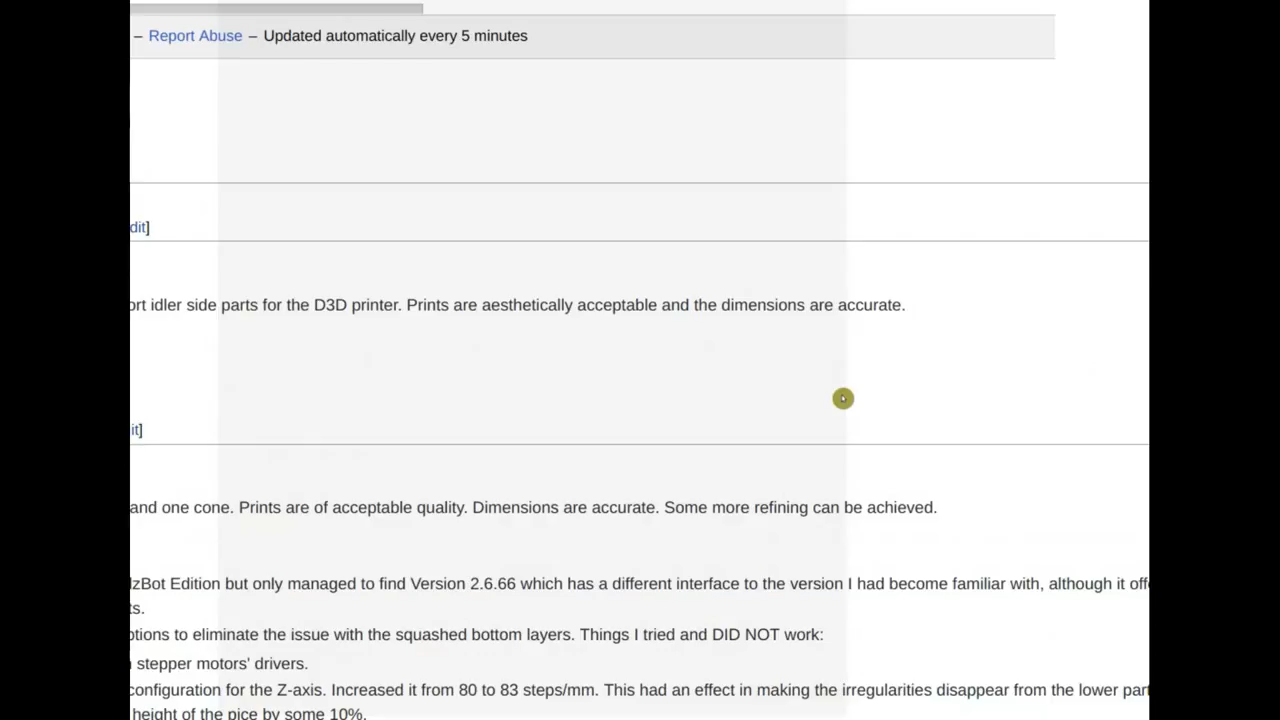 – Report Abuse – Updated automatically every 5 minutes
dit]
ort idler side parts for the D3D printer. Prints are aesthetically acceptable and the dimensions are accurate.
it]
and one cone. Prints are of acceptable quality. Dimensions are accurate. Some more refining can be achieved.
lzBot Edition but only managed to find Version 2.6.66 which has a different interface to the version I had become familiar with, although it off
ts.
ptions to eliminate the issue with the squashed bottom layers. Things I tried and DID NOT work:
stepper motors' drivers.
configuration for the Z-axis. Increased it from 80 to 83 steps/mm. This had an effect in making the irregularities disappear from the lower part
height of the pice by some 10%.